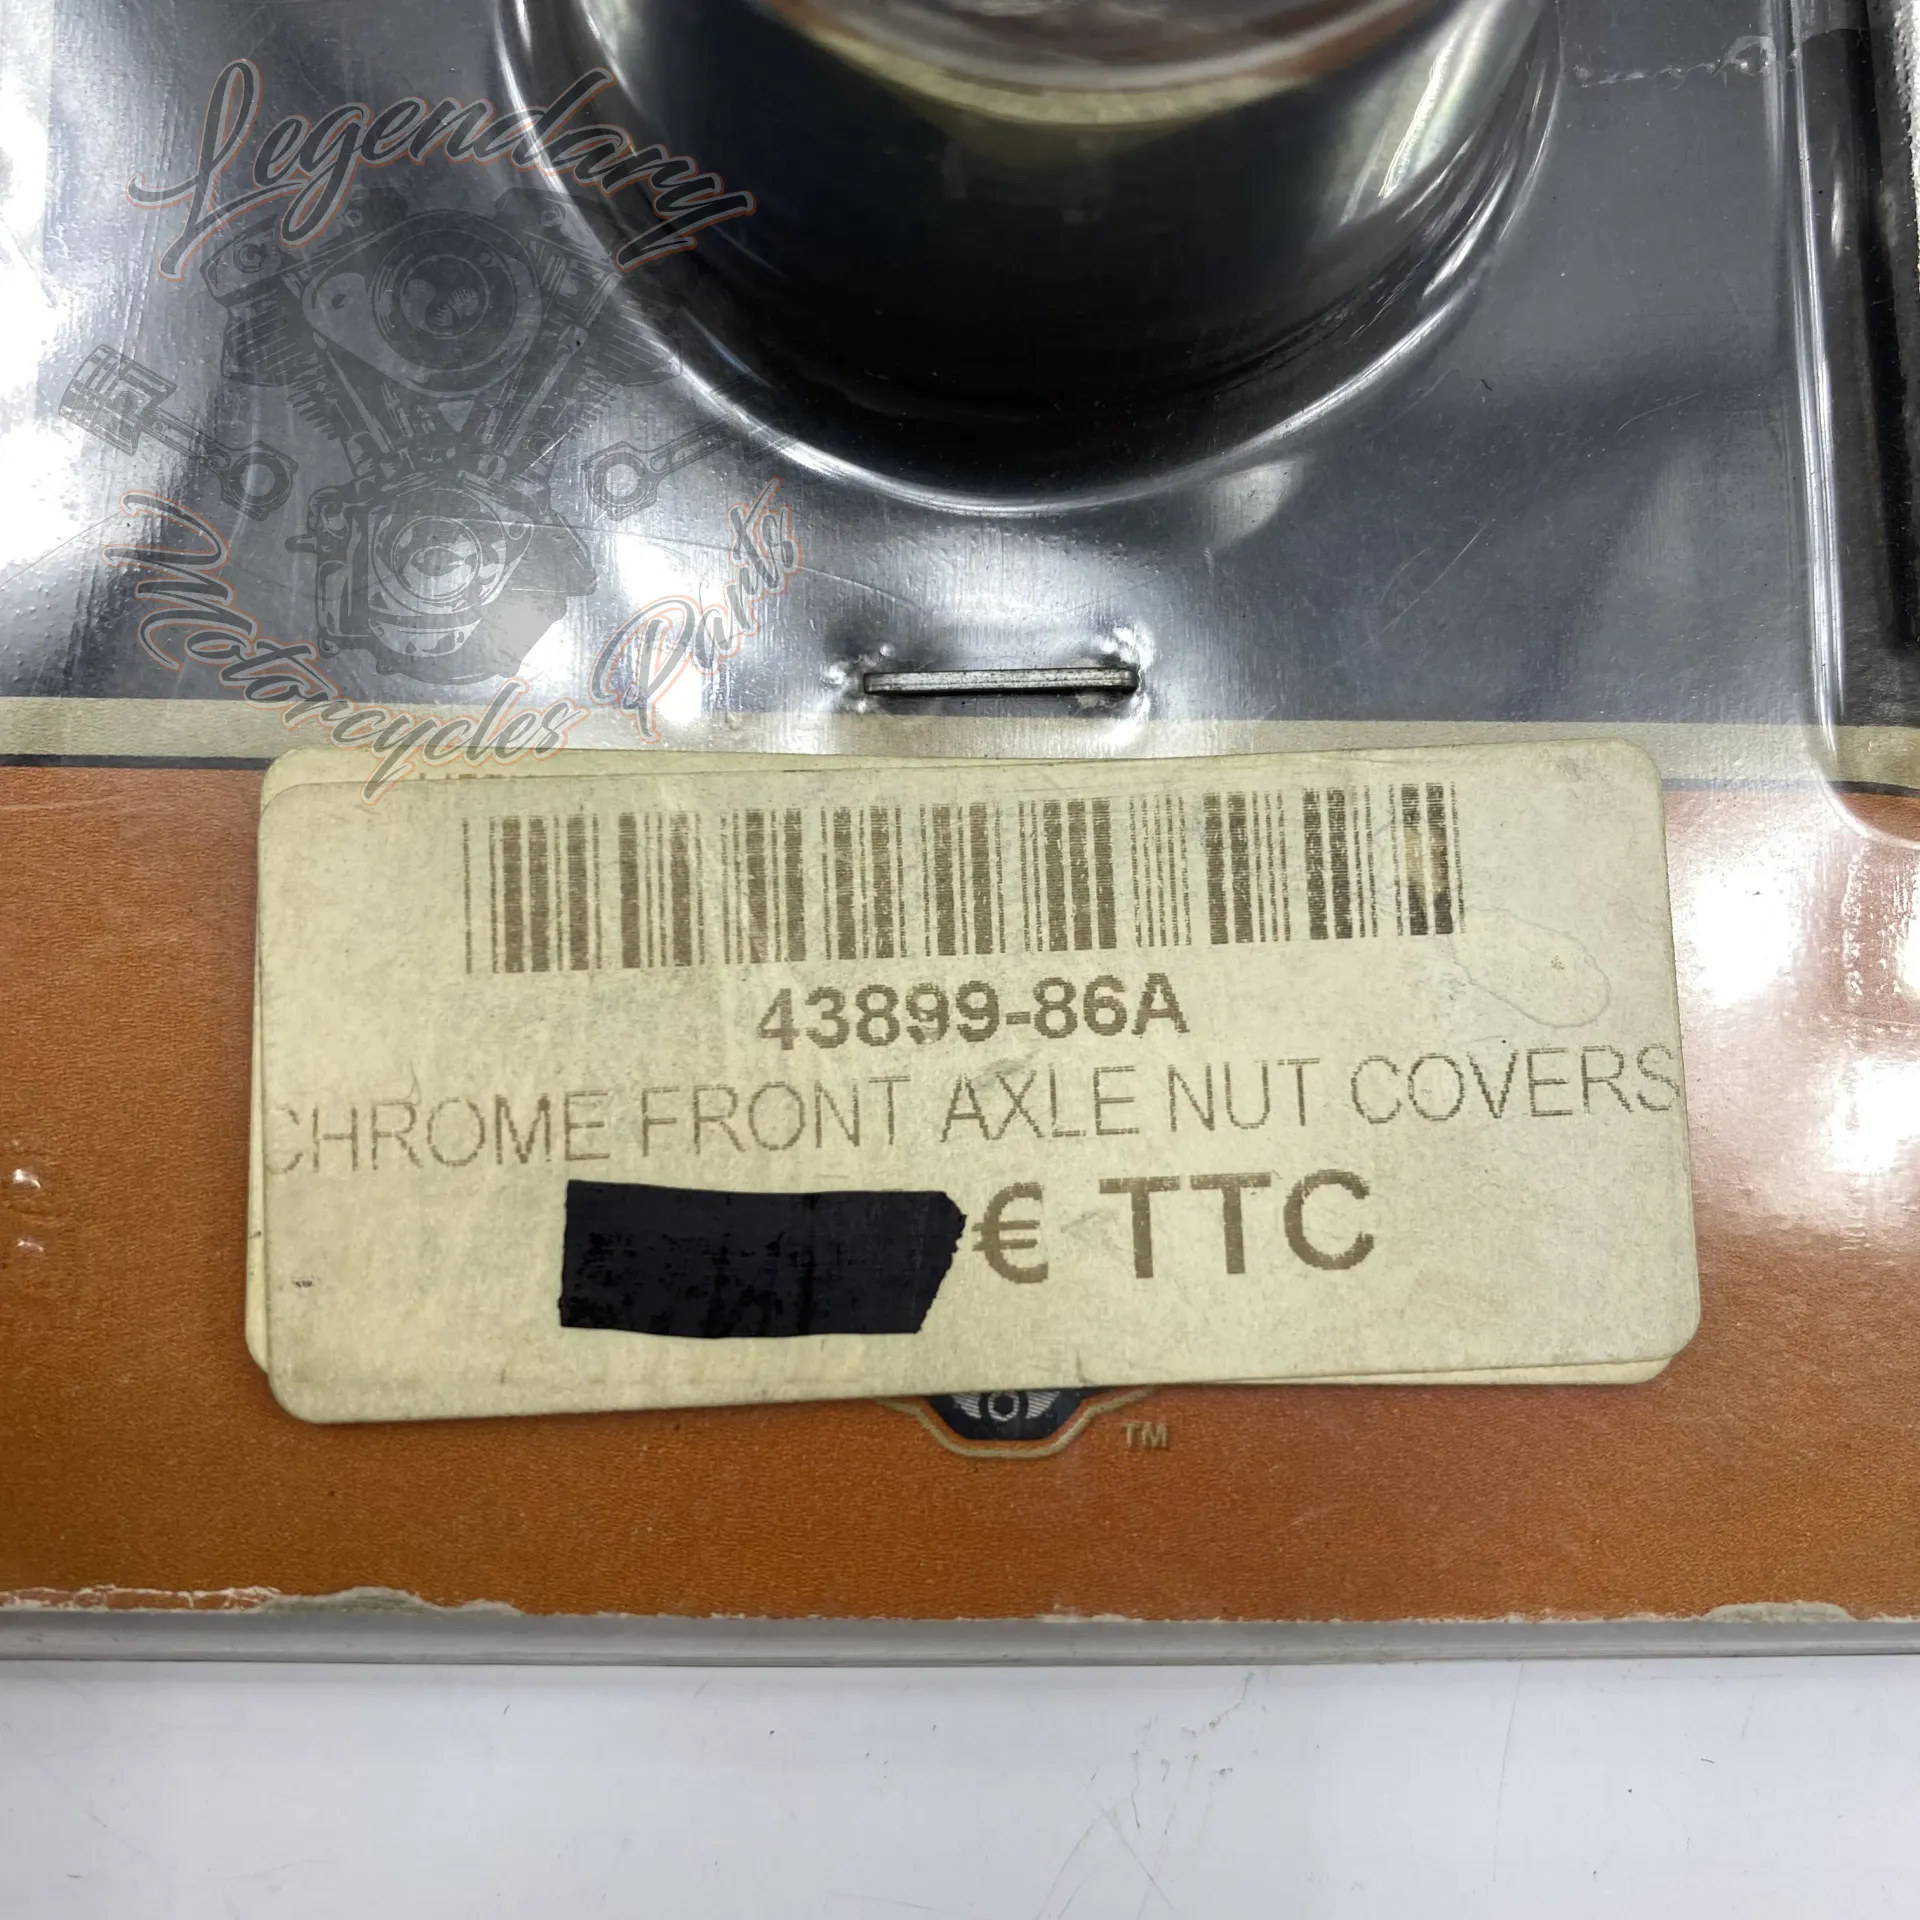 Legendary
Motorcycles Parts
43899-86A
CHROME FRONT AXLE NUT COVERS
€ TTC
TM